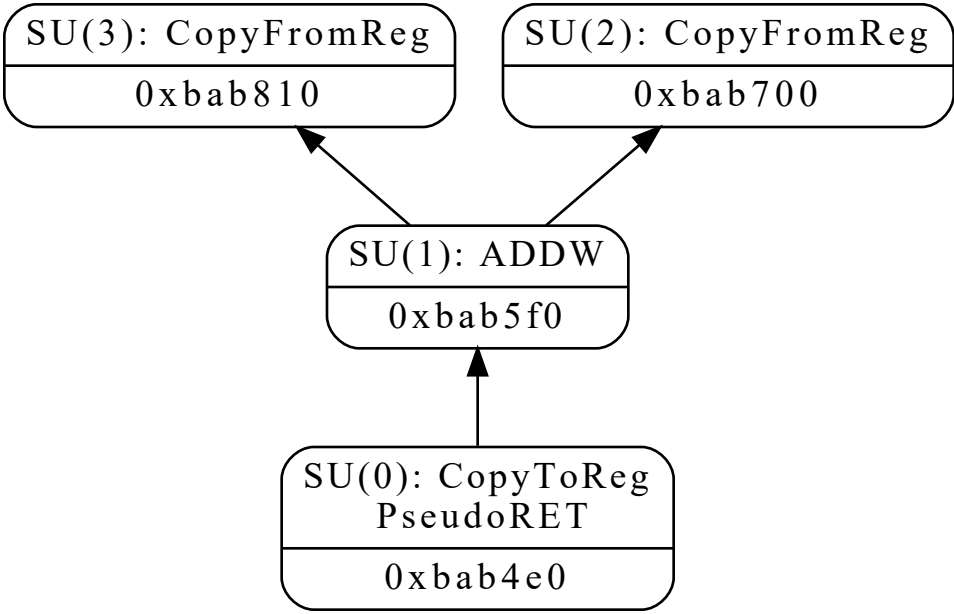 SU(3): CopyFromReg
0xbab810
SU(2): CopyFromReg
0xbab700
SU(1): ADDW
0xbab5f0
SU(0): CopyToReg
PseudoRET
0xbab4e0